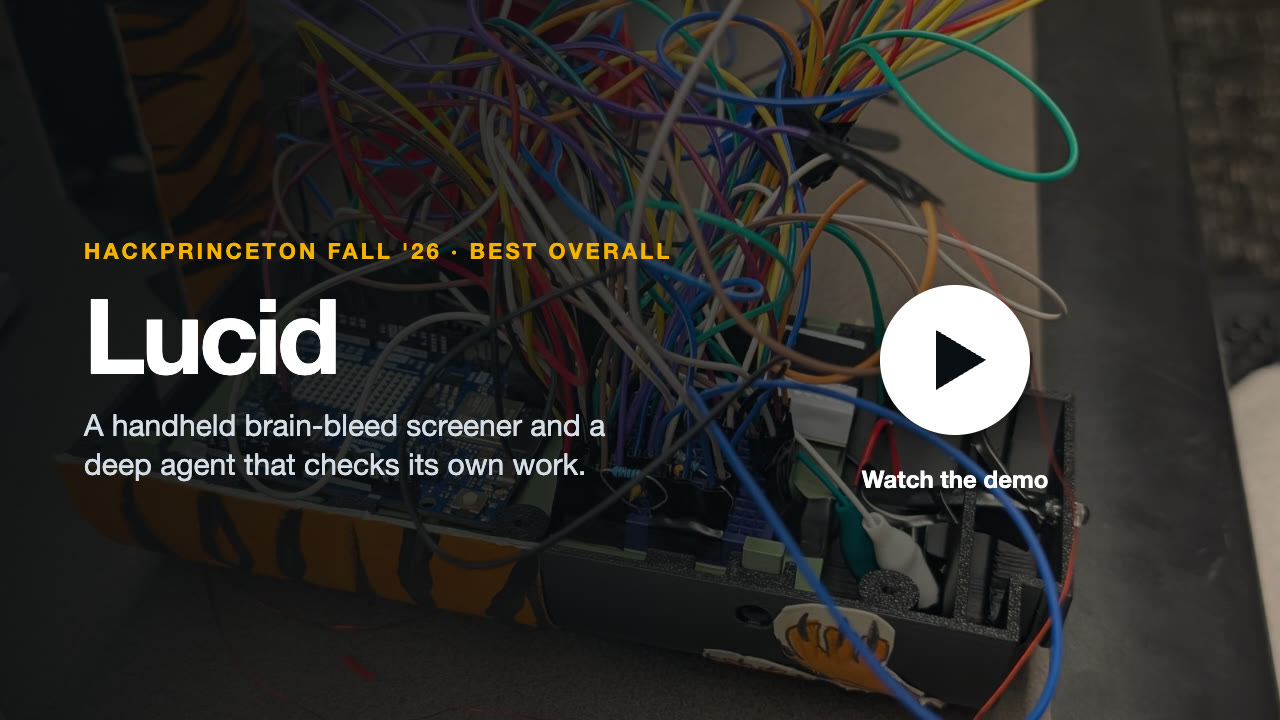 HACKPRINCETON FALL '26 · BEST OVERALL
Lucid
A handheld brain-bleed screener and a
deep agent that checks its own work.
Watch the demo